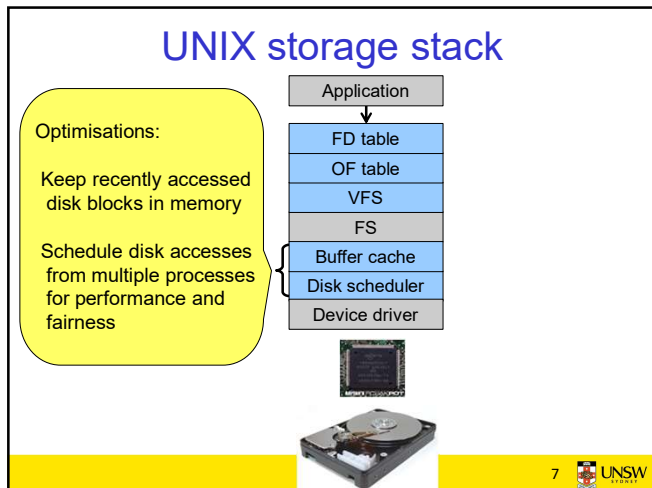 UNIX storage stack
Optimisations:
Keep recently accessed
disk blocks in memory
Schedule disk accesses
from multiple processes
for performance and
fairness
Application
FD table
OF table
VFS
FS
Buffer cache
Disk scheduler
Device driver
7
UNSW
SYDNEY